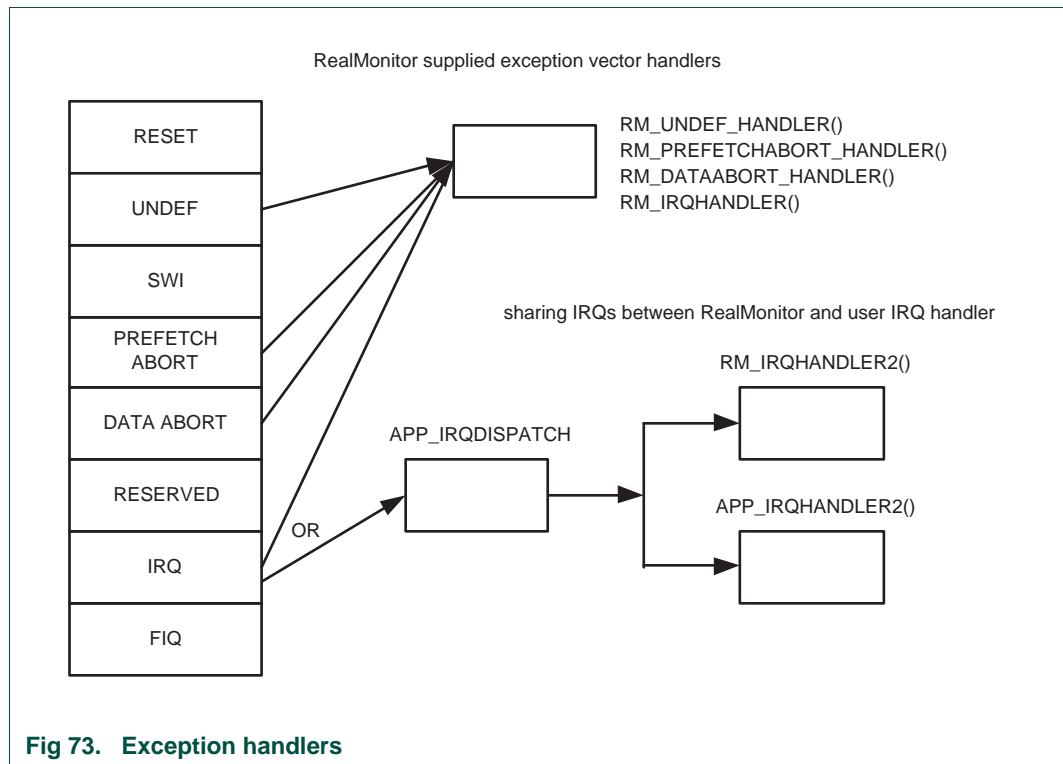 RealMonitor supplied exception vector handlers
RESET
UNDEF
SWI
PREFETCH
ABORT
DATA ABORT
RESERVED
IRQ
FIQ
RM_UNDEF_HANDLER()
RM_PREFETCHABORT_HANDLER()
RM_DATAABORT_HANDLER()
RM_IRQHANDLER()
sharing IRQs between RealMonitor and user IRQ handler
RM_IRQHANDLER2()
APP_IRQDISPATCH
APP_IRQHANDLER2()
OR
Fig 73. Exception handlers